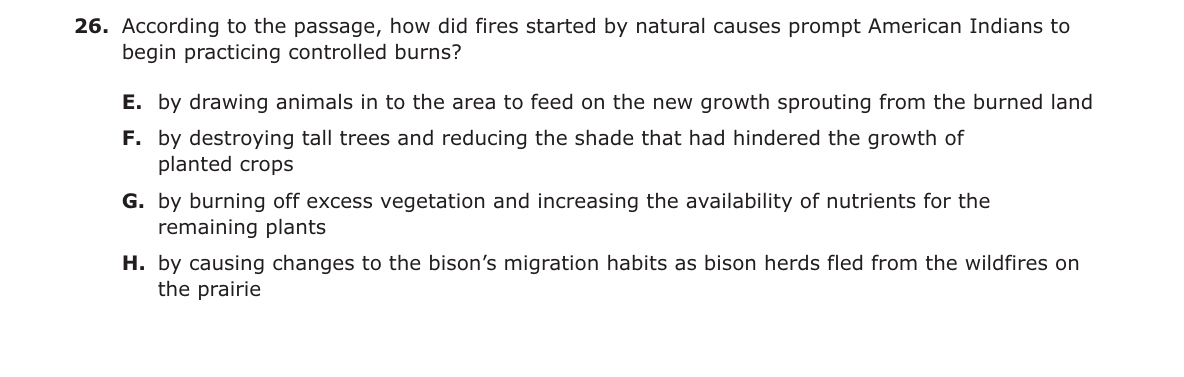 26. According to the passage, how did fires started by natural causes prompt American Indians to
begin practicing controlled burns?
E. by drawing animals in to the area to feed on the new growth sprouting from the burned land
F. by destroying tall trees and reducing the shade that had hindered the growth of
planted crops
G. by burning off excess vegetation and increasing the availability of nutrients for the
remaining plants
H. by causing changes to the bison’s migration habits as bison herds fled from the wildfires on
the prairie